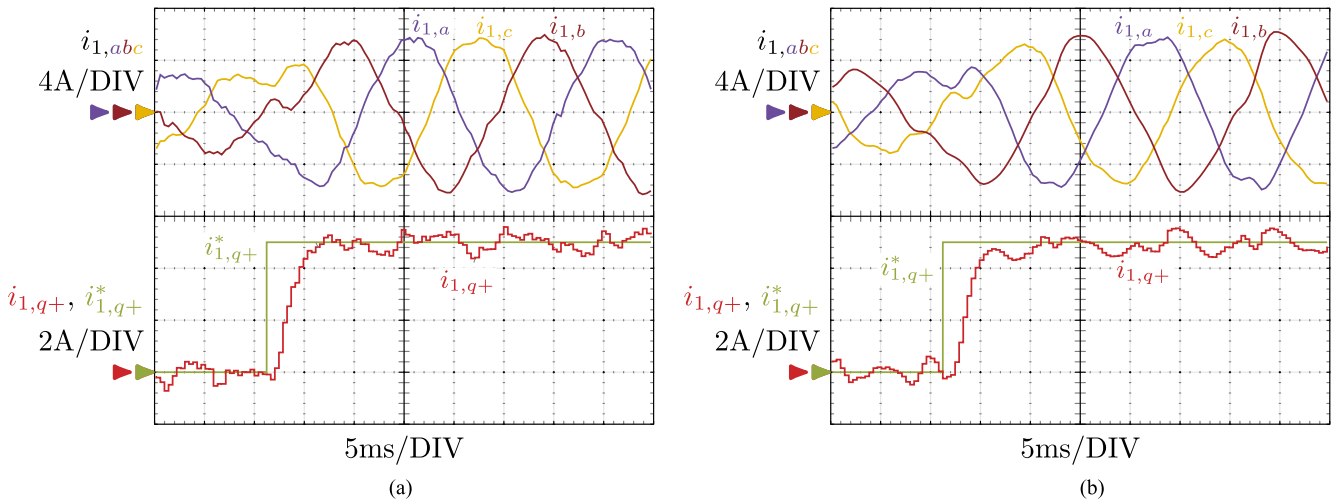 i₁,ₐ i₁,c i₁,b
i₁,abc
4A/DIV
i*₁,q+
i₁,q+
i₁,q+, i*₁,q+
2A/DIV
5ms/DIV
(a)
i₁,ₐ i₁,c i₁,b
i₁,abc
4A/DIV
i*₁,q+
i₁,q+
i₁,q+, i*₁,q+
2A/DIV
5ms/DIV
(b)